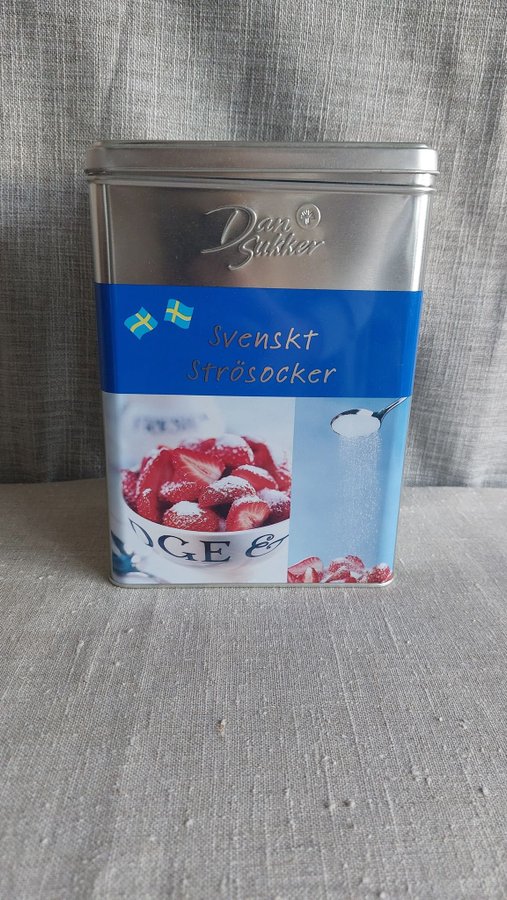 Dan
Sukker
Svenskt
Strösocker
DGE &